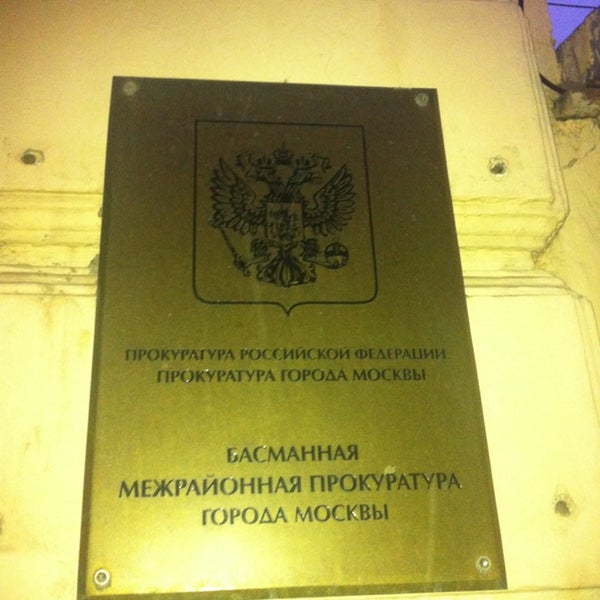 ПРОКУРАТУРА РОССИЙСКОЙ ФЕДЕРАЦИИ
ПРОКУРАТУРА ГОРОДА МОСКВЫ
БАСМАННАЯ
МЕЖРАЙОННАЯ ПРОКУРАТУРА
ГОРОДА МОСКВЫ